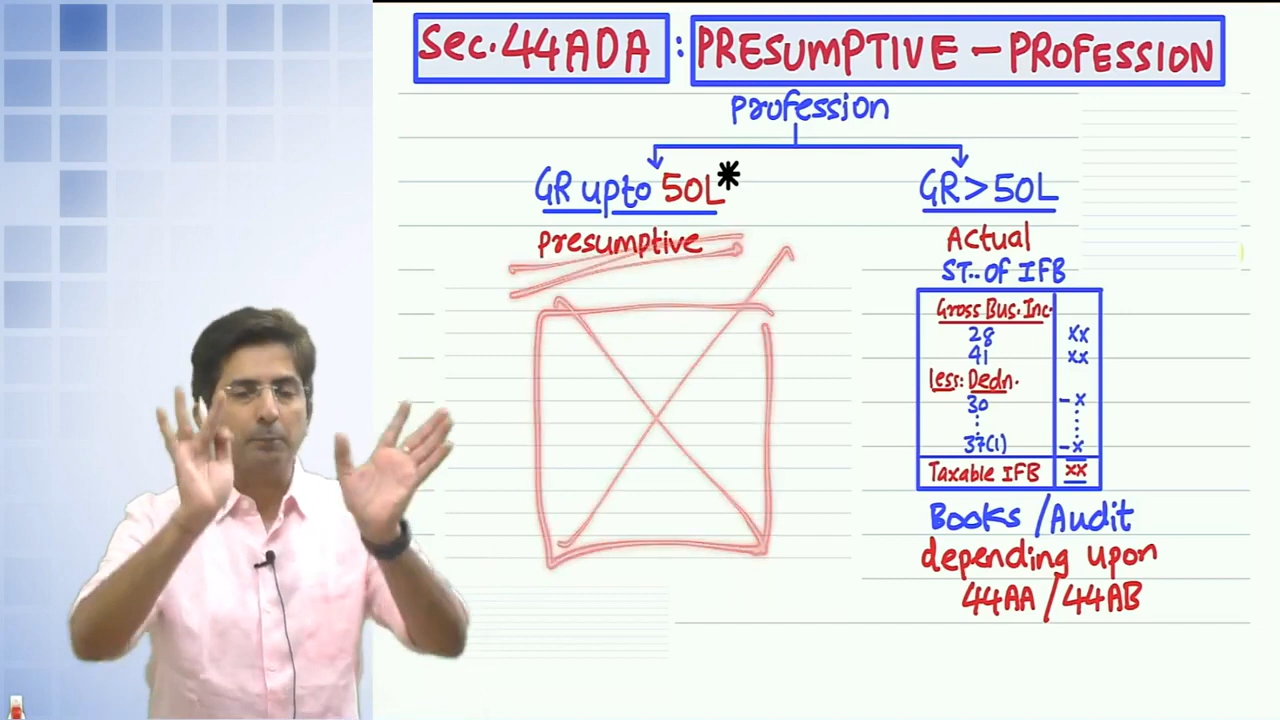 Sec.44ADA : PRESUMPTIVE – PROFESSION
Profession
GR upto 50L*
GR > 50L
Presumptive
Actual
ST.. OF IFB
Gross Bus. Inc.
28 xx
41 xx
less: Dedn.
30 - x
37(1) - x
Taxable IFB xx
Books / Audit
depending upon
44AA / 44AB